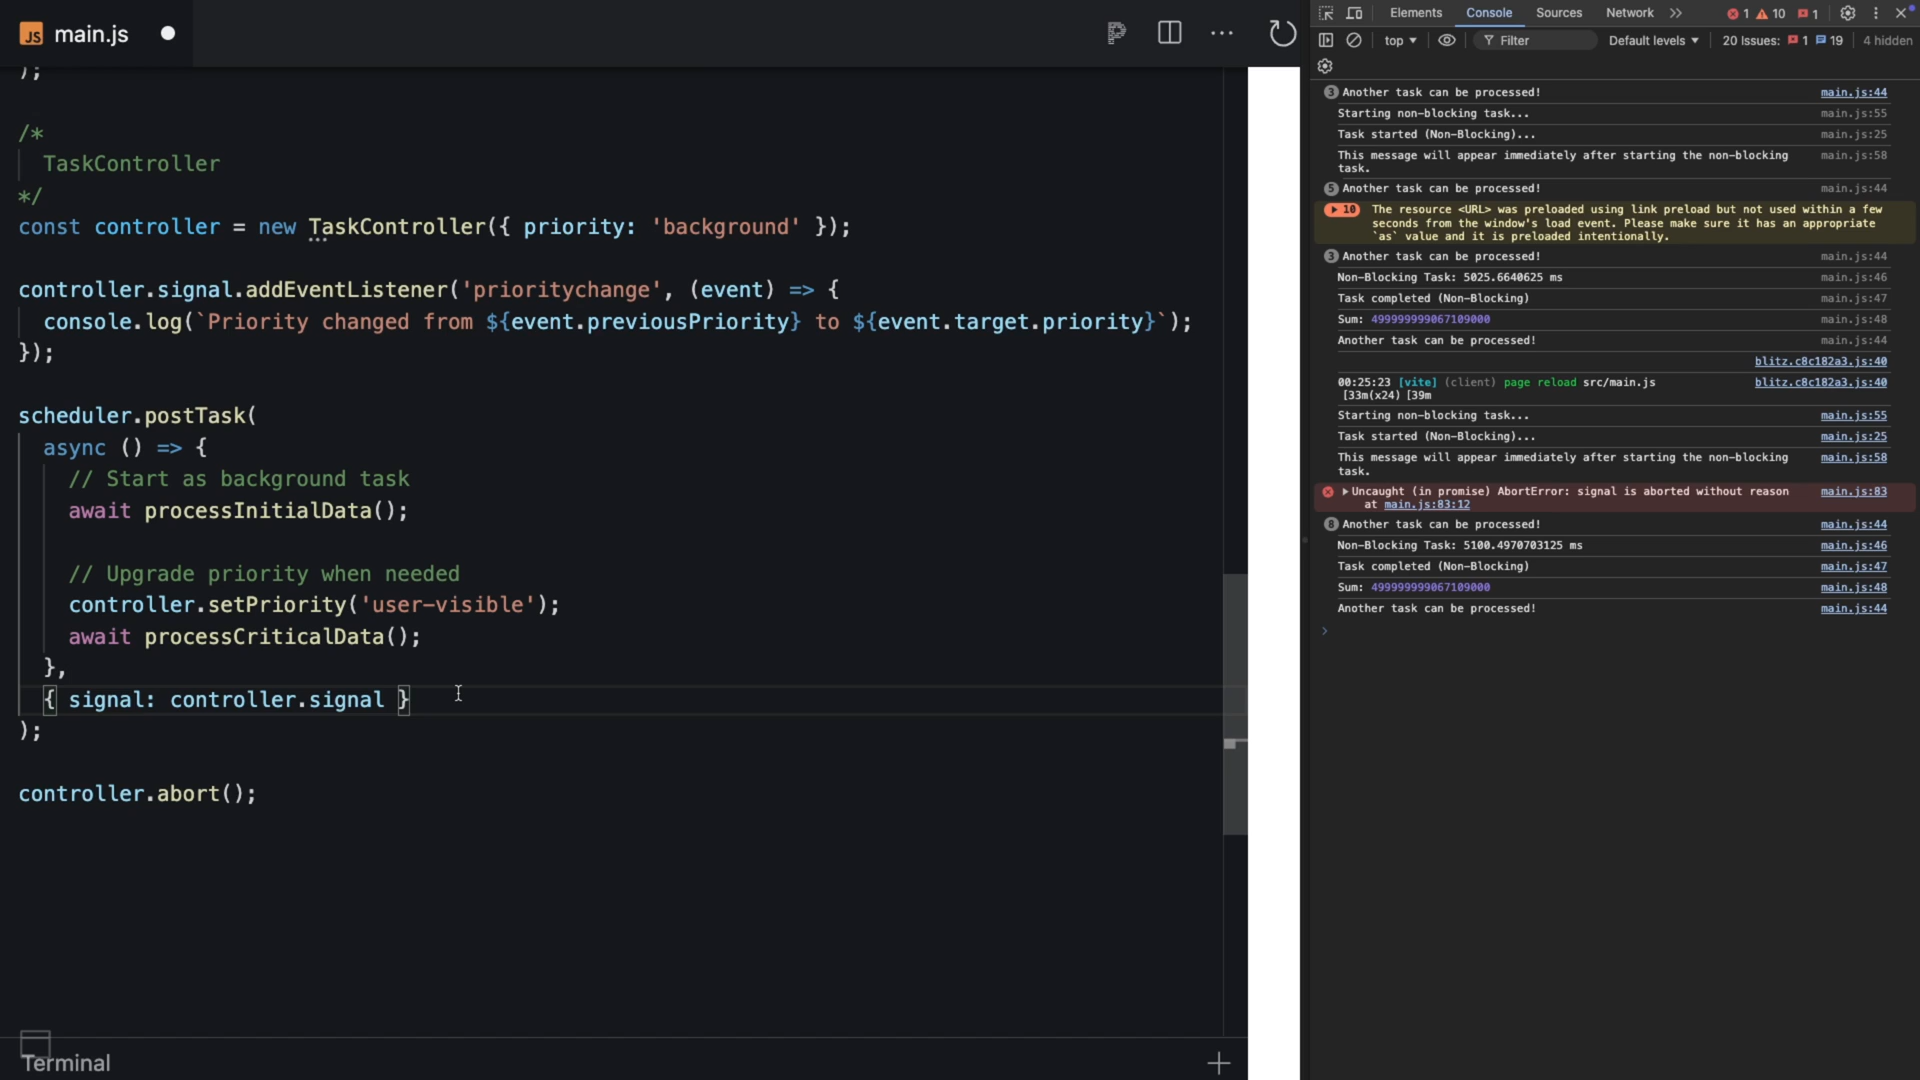 JS main.js
);
/*
TaskController
*/
const controller = new TaskController({ priority: 'background' });
controller.signal.addEventListener('prioritychange', (event) => {
console.log(`Priority changed from ${event.previousPriority} to ${event.target.priority}`);
});
scheduler.postTask(
async () => {
// Start as background task
await processInitialData();
// Upgrade priority when needed
controller.setPriority('user-visible');
await processCriticalData();
},
{ signal: controller.signal }
);
controller.abort();
Terminal
Elements Console Sources Network 1 10 1
top Filter Default levels 20 Issues: 1 19 4 hidden
3 Another task can be processed! main.js:44
Starting non-blocking task... main.js:55
Task started (Non-Blocking)... main.js:25
This message will appear immediately after starting the non-blocking main.js:58
task.
5 Another task can be processed! main.js:44
10 The resource <URL> was preloaded using link preload but not used within a few
seconds from the window's load event. Please make sure it has an appropriate
`as` value and it is preloaded intentionally.
3 Another task can be processed! main.js:44
Non-Blocking Task: 5025.6640625 ms main.js:46
Task completed (Non-Blocking) main.js:47
Sum: 499999999067109000 main.js:48
Another task can be processed! main.js:44
blitz.c8c182a3.js:40
00:25:23 [vite] (client) page reload src/main.js blitz.c8c182a3.js:40
[33m(x24) [39m
Starting non-blocking task... main.js:55
Task started (Non-Blocking)... main.js:25
This message will appear immediately after starting the non-blocking main.js:58
task.
Uncaught (in promise) AbortError: signal is aborted without reason main.js:83
at main.js:83:12
8 Another task can be processed! main.js:44
Non-Blocking Task: 5100.4970703125 ms main.js:46
Task completed (Non-Blocking) main.js:47
Sum: 499999999067109000 main.js:48
Another task can be processed! main.js:44